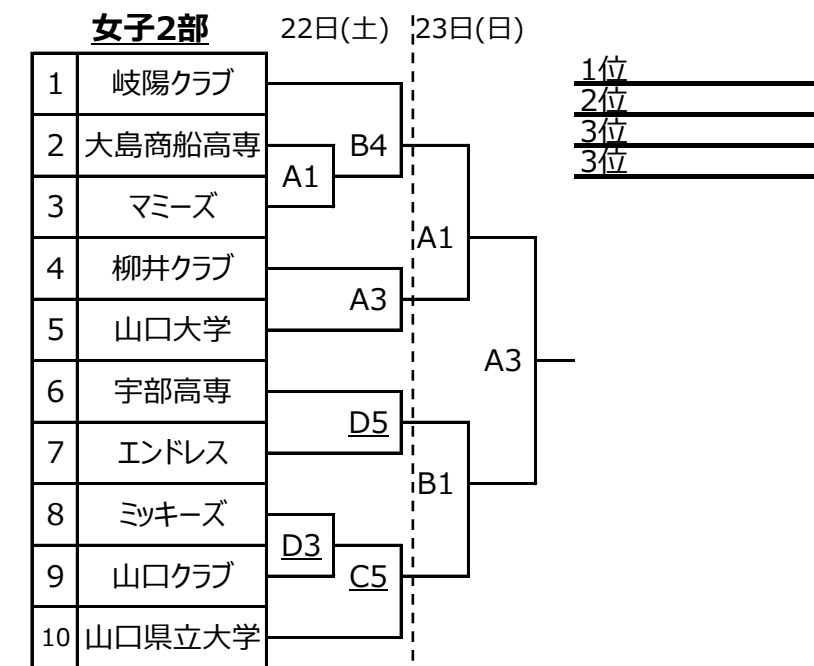 女子2部 22日(土) 23日(日)
1位
2位
3位
3位
1 岐陽クラブ
2 大島商船高専
3 マミーズ
4 柳井クラブ
5 山口大学
6 宇部高専
7 エンドレス
8 ミッキーズ
9 山口クラブ
10 山口県立大学
B4
A1
A1
A3
A3
D5
B1
D3
C5